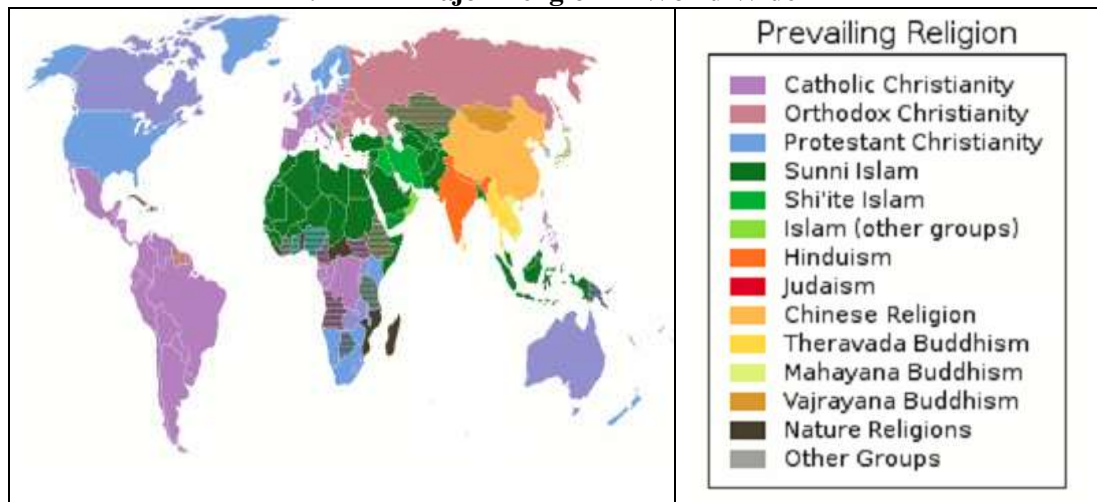 Prevailing Religion
Catholic Christianity
Orthodox Christianity
Protestant Christianity
Sunni Islam
Shi'ite Islam
Islam (other groups)
Hinduism
Judaism
Chinese Religion
Theravada Buddhism
Mahayana Buddhism
Vajrayana Buddhism
Nature Religions
Other Groups